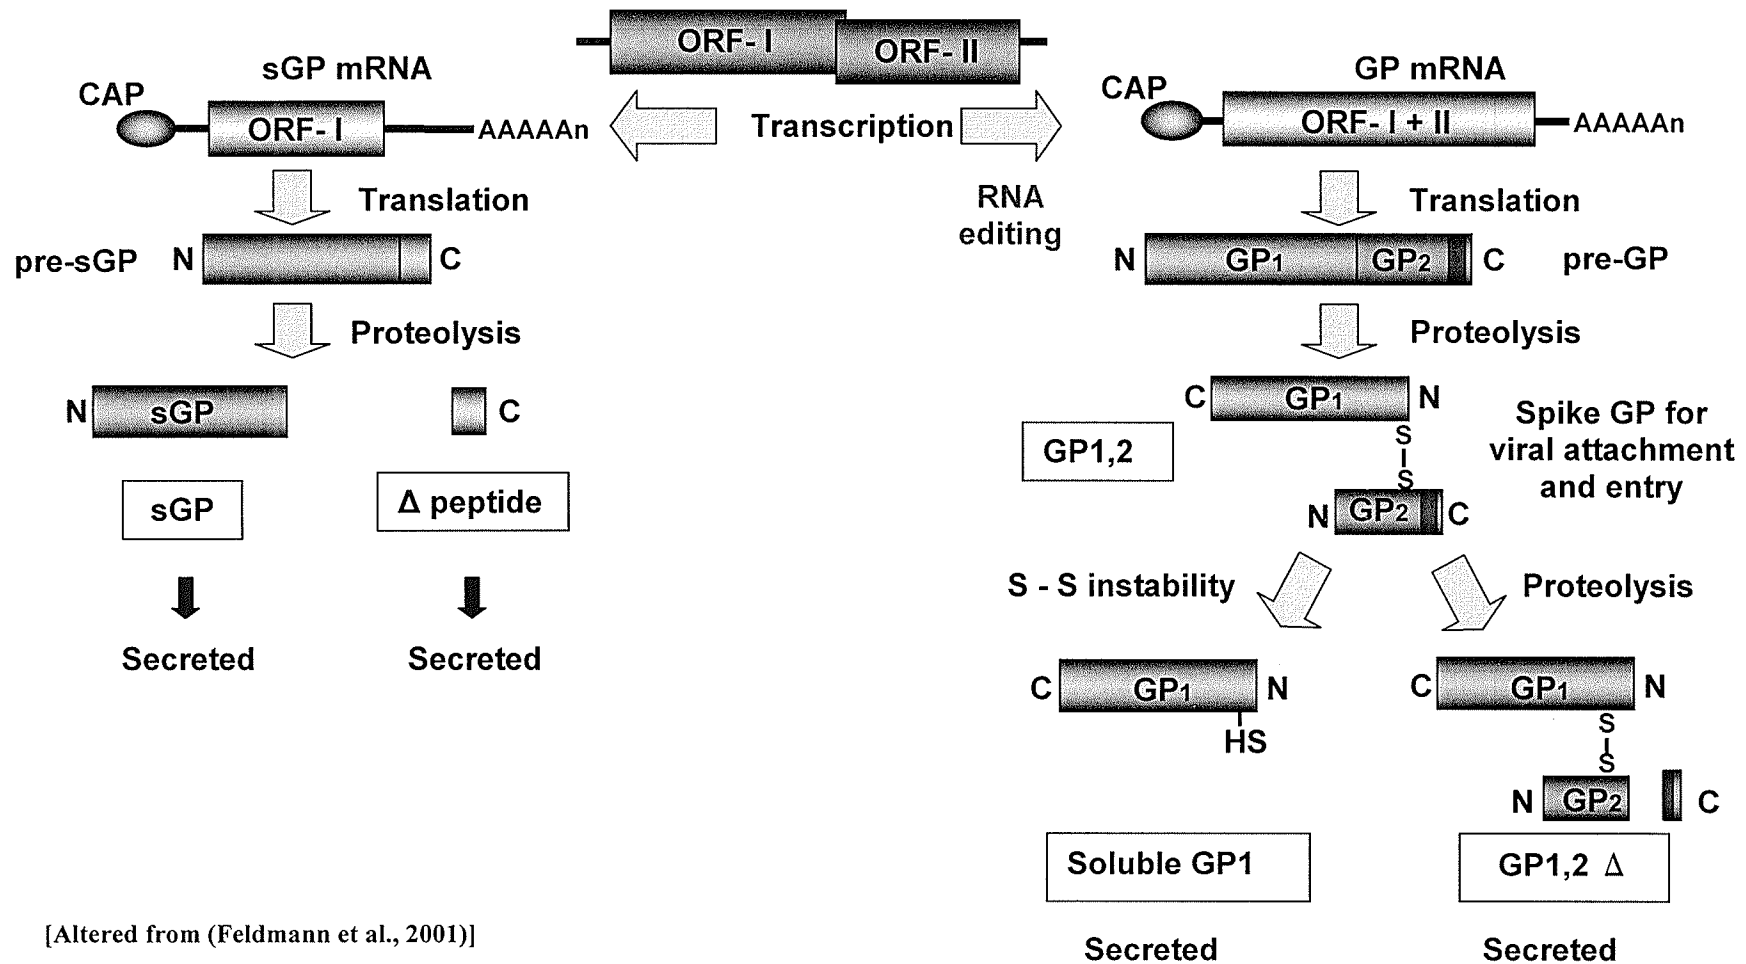 ORF- I
ORF- II
sGP mRNA
GP mRNA
CAP
CAP
ORF- I
AAAAAn
Transcription
ORF- I + II
AAAAAn
Translation
RNA
editing
Translation
pre-sGP
N
C
N
GP1
GP2
C
pre-GP
Proteolysis
Proteolysis
N
sGP
C
C
GP1
N
Spike GP for
viral attachment
and entry
S
S
GP1,2
sGP
Δ peptide
N
GP2
C
S - S instability
Proteolysis
Secreted
Secreted
C
GP1
N
HS
C
GP1
N
S
S
N
GP2
C
Soluble GP1
GP1,2 Δ
[Altered from (Feldmann et al., 2001)]
Secreted
Secreted